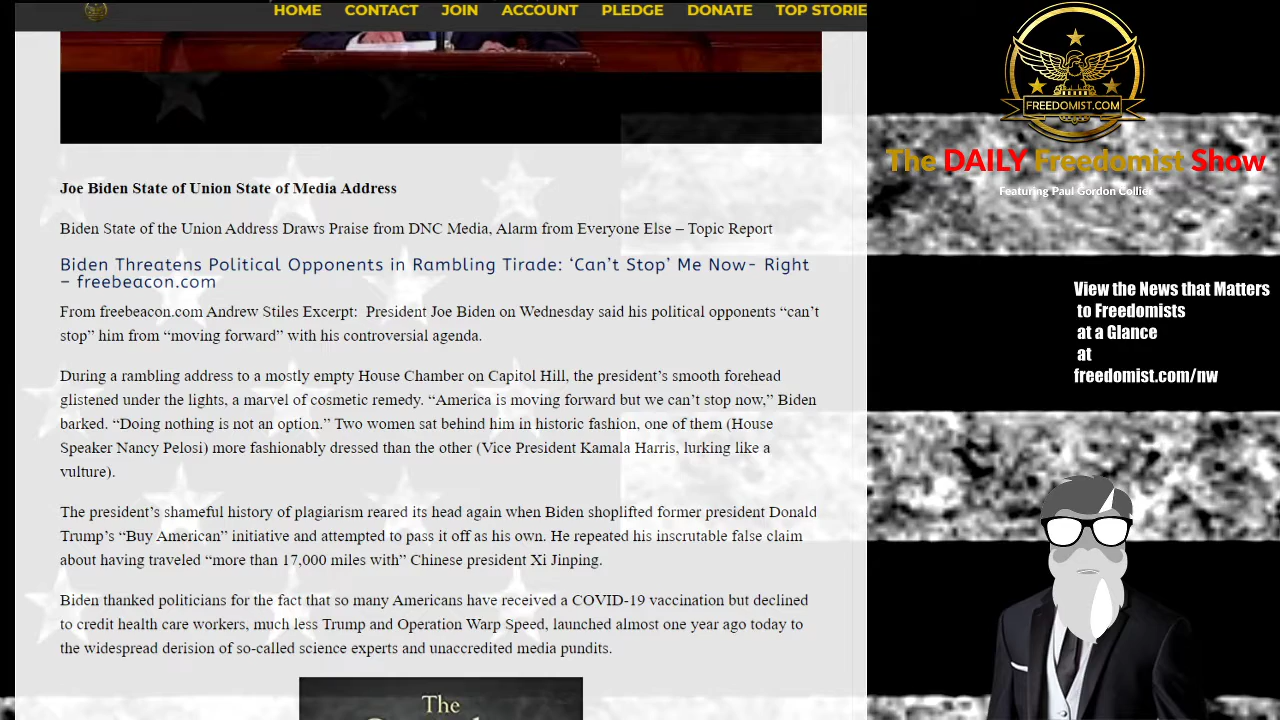 HOME CONTACT JOIN ACCOUNT PLEDGE DONATE TOP STORIE
Joe Biden State of Union State of Media Address
Biden State of the Union Address Draws Praise from DNC Media, Alarm from Everyone Else – Topic Report
Biden Threatens Political Opponents in Rambling Tirade: ‘Can’t Stop’ Me Now- Right
– freebeacon.com
From freebeacon.com Andrew Stiles Excerpt:  President Joe Biden on Wednesday said his political opponents “can’t
stop” him from “moving forward” with his controversial agenda.
During a rambling address to a mostly empty House Chamber on Capitol Hill, the president’s smooth forehead
glistened under the lights, a marvel of cosmetic remedy. “America is moving forward but we can’t stop now,” Biden
barked. “Doing nothing is not an option.” Two women sat behind him in historic fashion, one of them (House
Speaker Nancy Pelosi) more fashionably dressed than the other (Vice President Kamala Harris, lurking like a
vulture).
The president’s shameful history of plagiarism reared its head again when Biden shoplifted former president Donald
Trump’s “Buy American” initiative and attempted to pass it off as his own. He repeated his inscrutable false claim
about having traveled “more than 17,000 miles with” Chinese president Xi Jinping.
Biden thanked politicians for the fact that so many Americans have received a COVID-19 vaccination but declined
to credit health care workers, much less Trump and Operation Warp Speed, launched almost one year ago today to
the widespread derision of so-called science experts and unaccredited media pundits.
The
FREEDOMIST.COM
The DAILY Freedomist Show
Featuring Paul Gordon Collier
View the News that Matters
to Freedomists
at a Glance
at
freedomist.com/nw